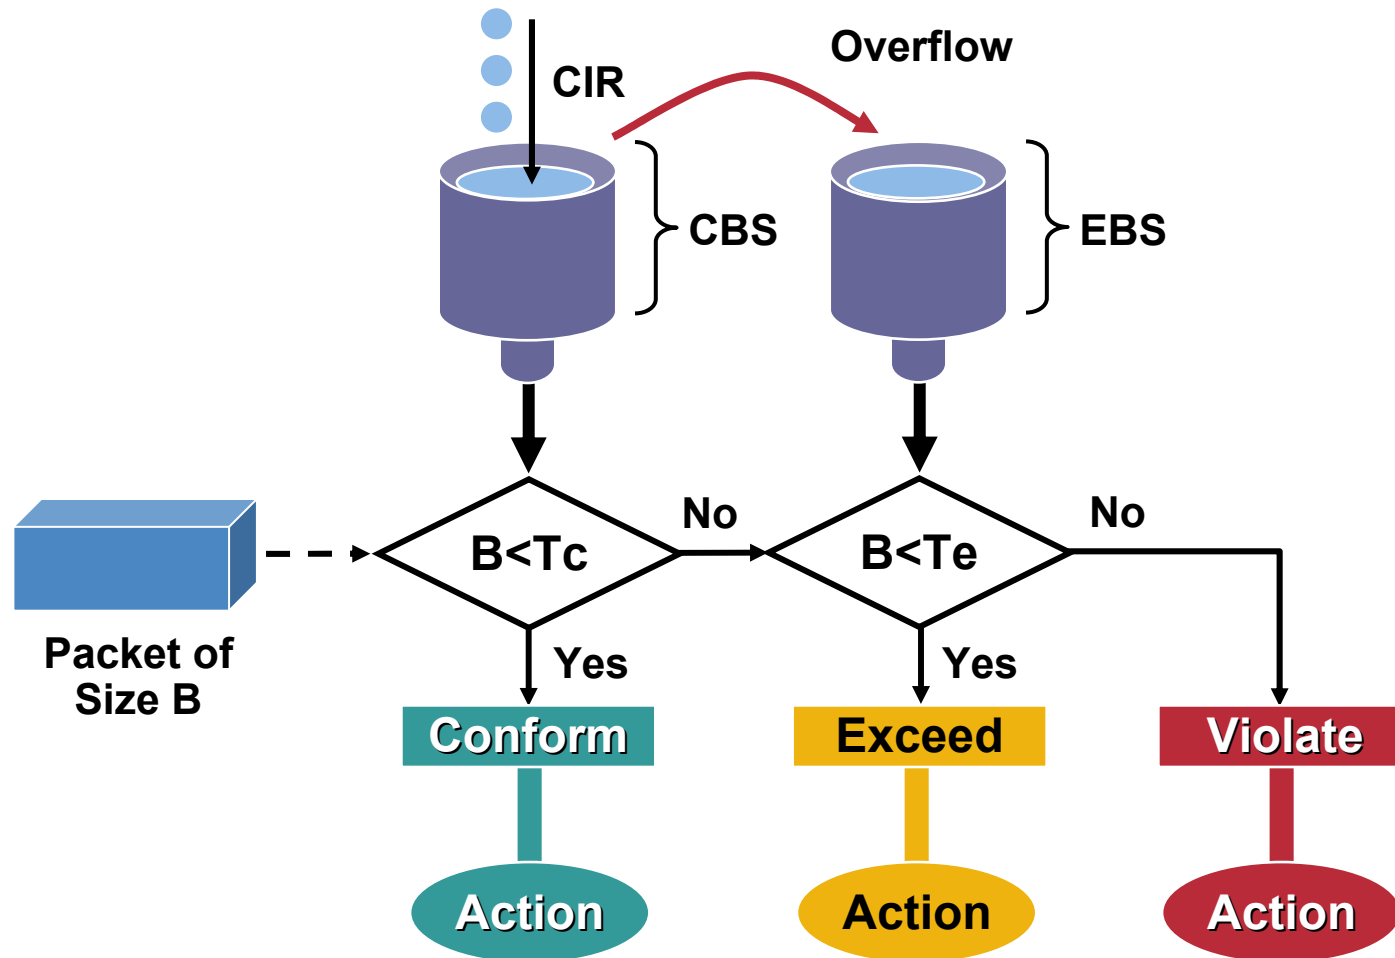 Overflow
CIR
CBS
EBS
No
No
B<Tc
B<Te
Packet of
Size B
Yes
Yes
Conform
Exceed
Violate
Action
Action
Action